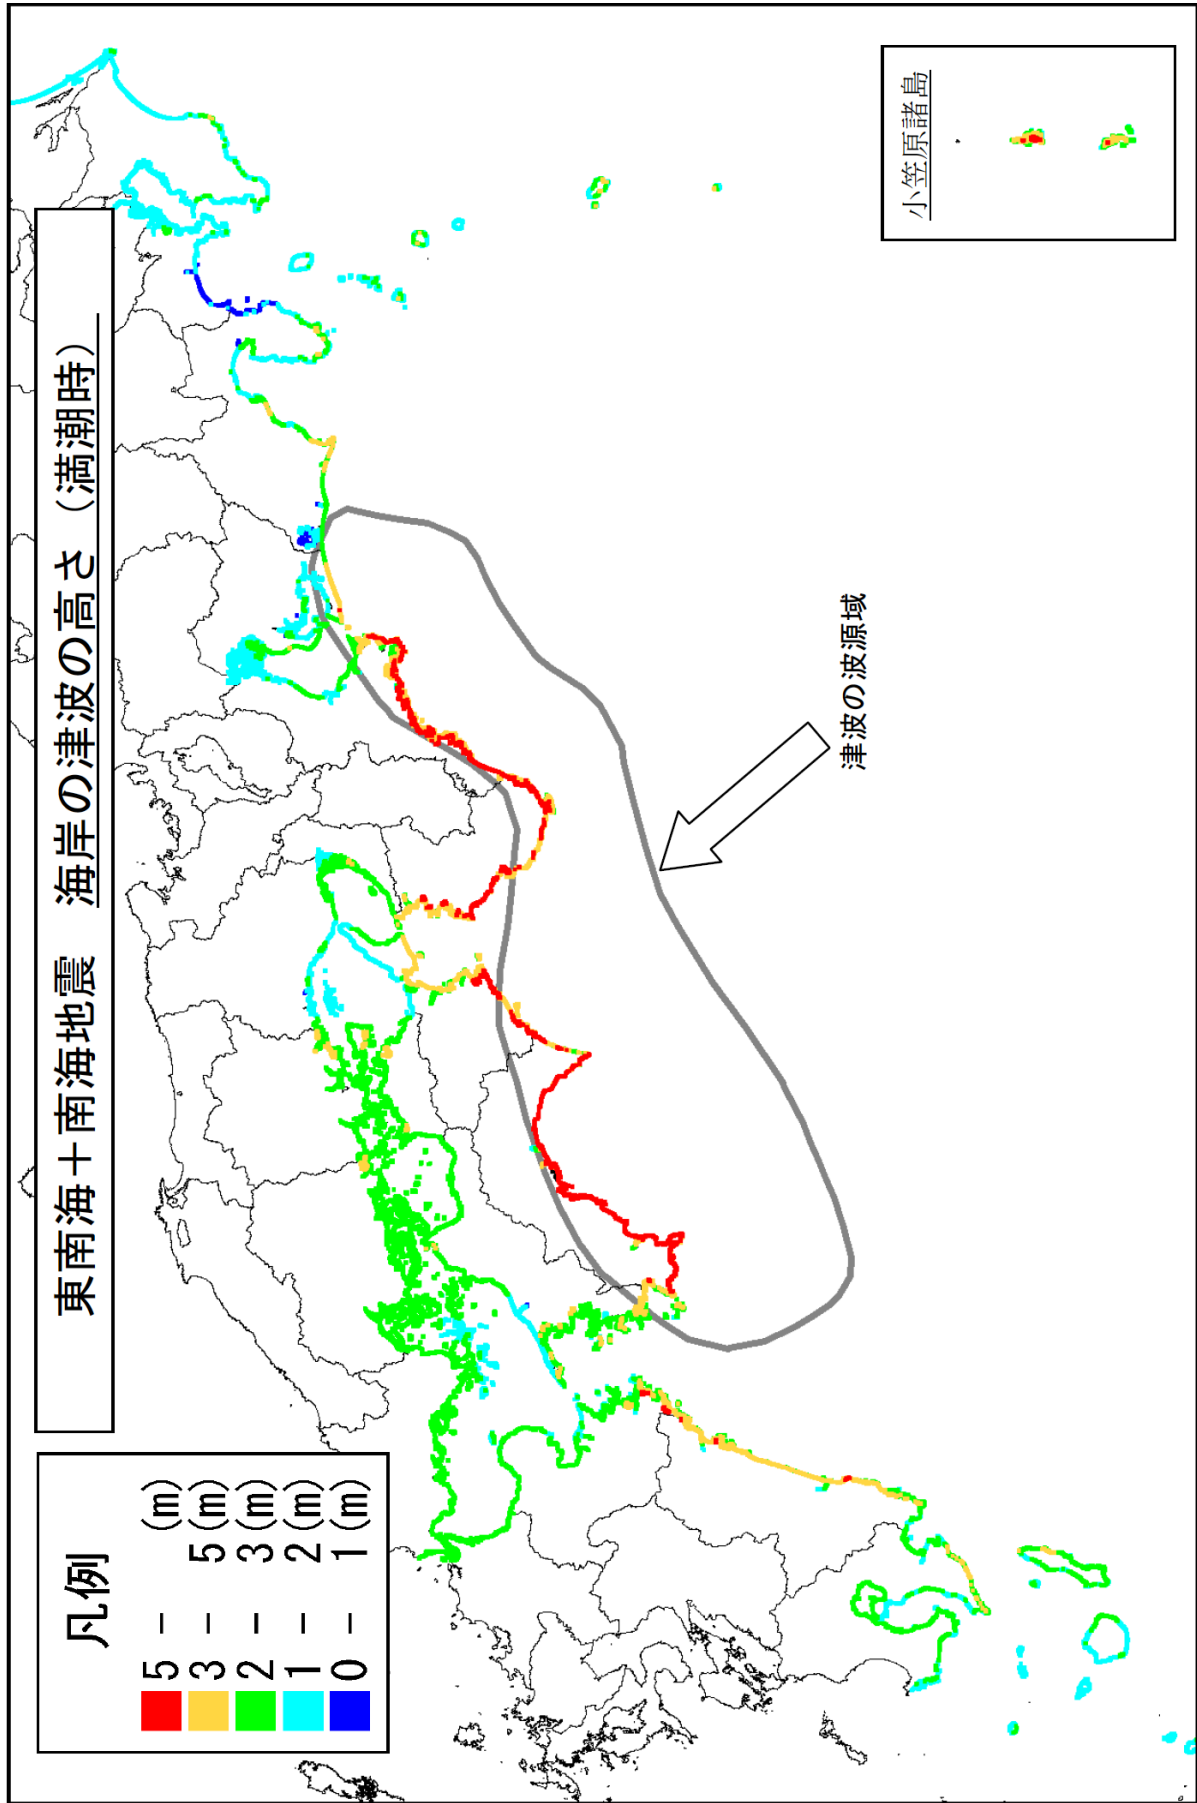 東南海＋南海地震　海岸の津波の高さ（満潮時）
凡例
5 － (m)
3 － 5 (m)
2 － 3 (m)
1 － 2 (m)
0 － 1 (m)
小笠原諸島
津波の波源域